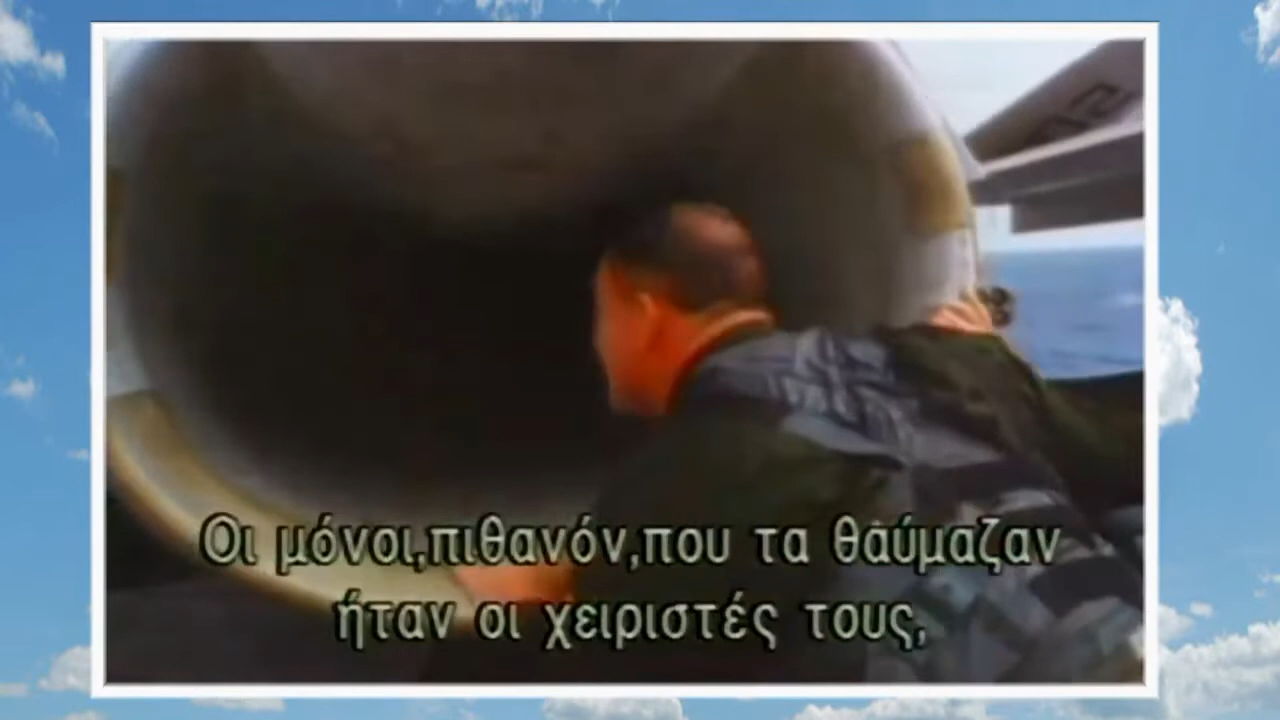 Οι μόνοι,πιθανόν,που τα θαύμαζαν
ήταν οι χειριστές τους,